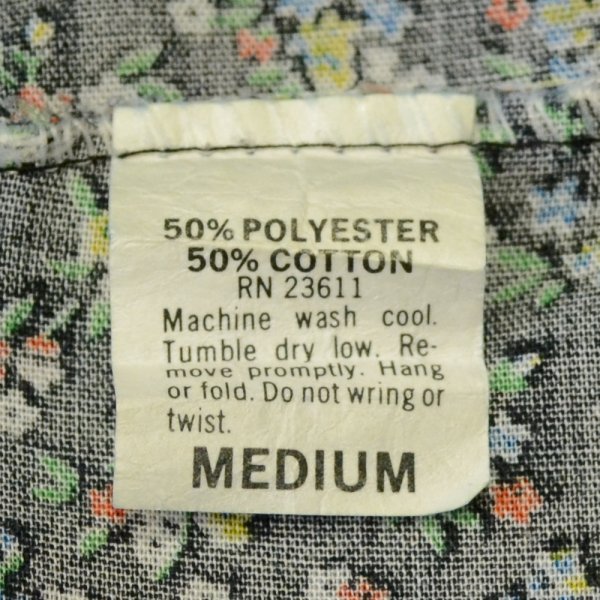 50% POLYESTER
50% COTTON
RN 23611
Machine wash cool.
Tumble dry low. Re-
move promptly. Hang
or fold. Do not wring or
twist.
MEDIUM